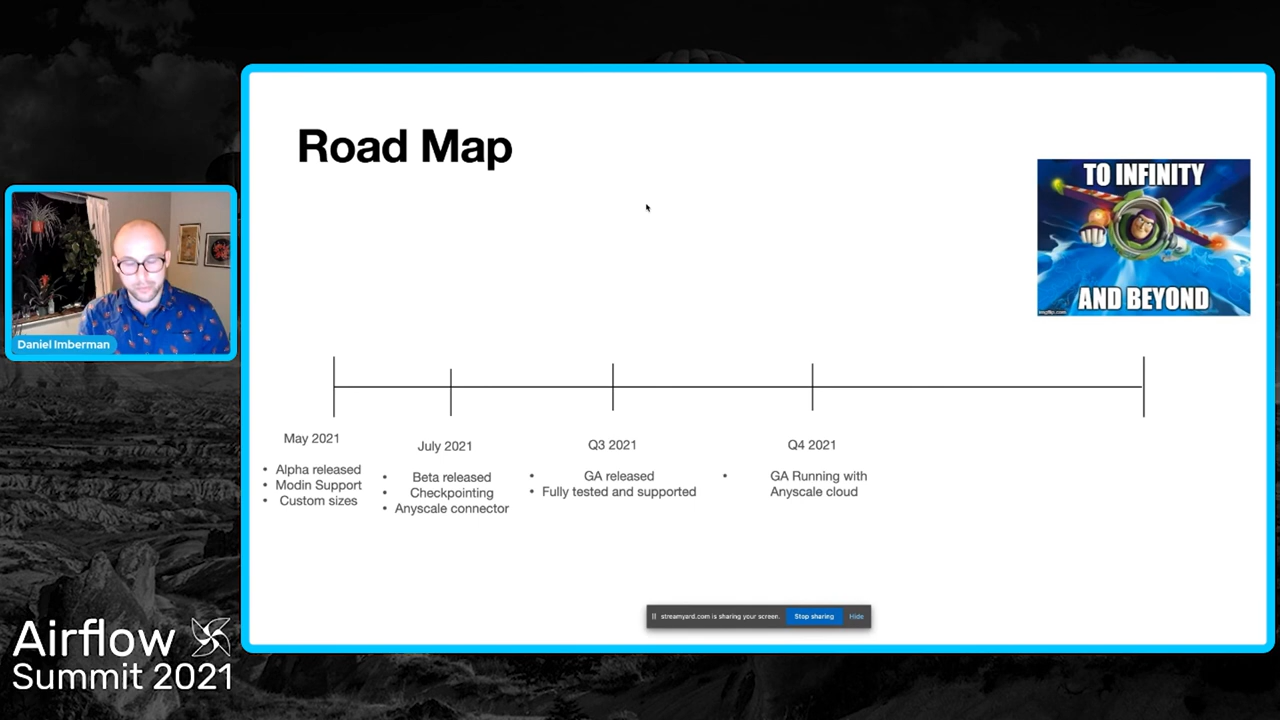 Road Map
TO INFINITY
AND BEYOND
imgflip.com
Daniel Imberman
May 2021
• Alpha released
• Modin Support
• Custom sizes
July 2021
• Beta released
• Checkpointing
• Anyscale connector
Q3 2021
• GA released
• Fully tested and supported
Q4 2021
• GA Running with
Anyscale cloud
streamyard.com is sharing your screen.
Stop sharing
Hide
Airflow
Summit 2021